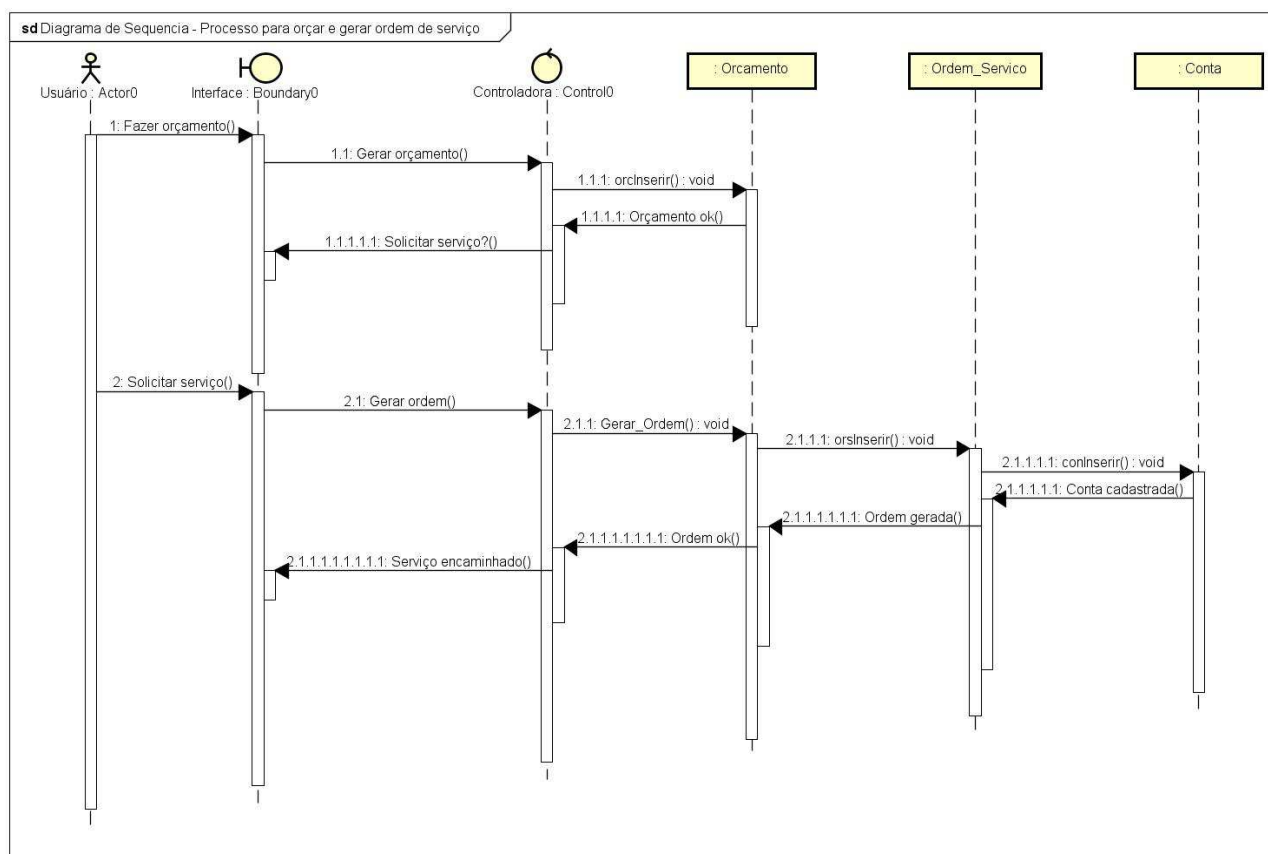 sd Diagrama de Sequencia - Processo para orçar e gerar ordem de serviço
Usuário : Actor0
Interface : Boundary0
Controladora : Control0
: Orcamento
: Ordem_Servico
: Conta
1: Fazer orçamento()
1.1: Gerar orçamento()
1.1.1: orcInserir() : void
1.1.1.1: Orçamento ok()
1.1.1.1.1: Solicitar serviço?()
2: Solicitar serviço()
2.1: Gerar ordem()
2.1.1: Gerar_Ordem() : void
2.1.1.1: orsInserir() : void
2.1.1.1.1: conInserir() : void
2.1.1.1.1.1: Conta cadastrada()
2.1.1.1.1.1.1: Ordem gerada()
2.1.1.1.1.1.1.1: Ordem ok()
2.1.1.1.1.1.1.1.1: Serviço encaminhado()